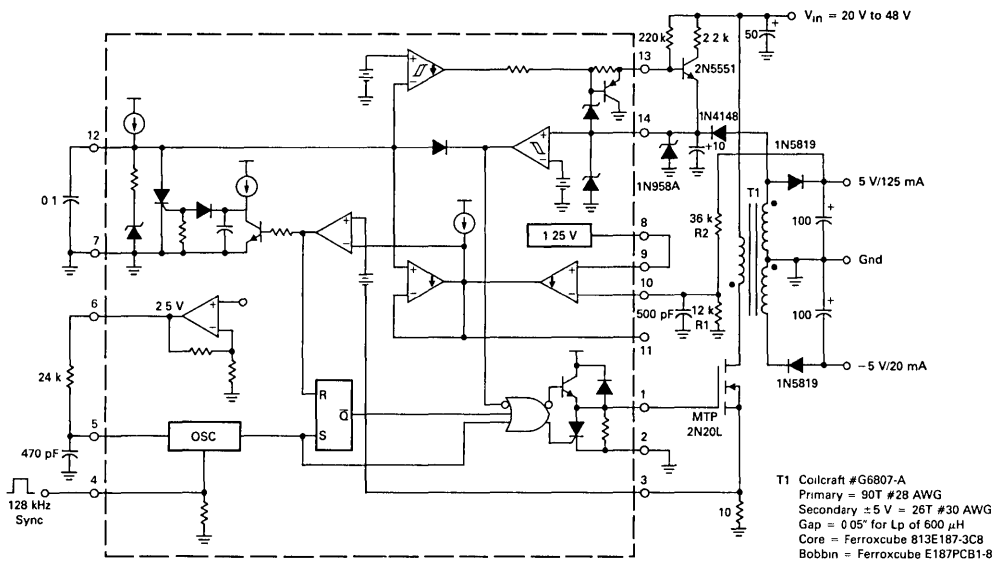 V_in = 20 V to 48 V
50
+
220 k
2 2 k
13
2N5551
+
−
14
1N4148
+
−
+10
1N958A
1N5819
12
0 1
7
T1
5 V/125 mA
+
100
36 k
R2
8
1 25 V
+
−
9
+
−
10
+
−
Gnd
500 pF
12 k
R1
+
100
11
6
2 5 V
+
−
24 k
1N5819
− 5 V/20 mA
R
Q̅
S
1
MTP
2N20L
5
OSC
470 pF
2
4
3
128 kHz
Sync
10
T1 Coilcraft #G6807-A
Primary = 90T #28 AWG
Secondary ± 5 V = 26T #30 AWG
Gap = 0 05" for Lp of 600 μH
Core = Ferroxcube 813E187-3C8
Bobbin = Ferroxcube E187PCB1-8